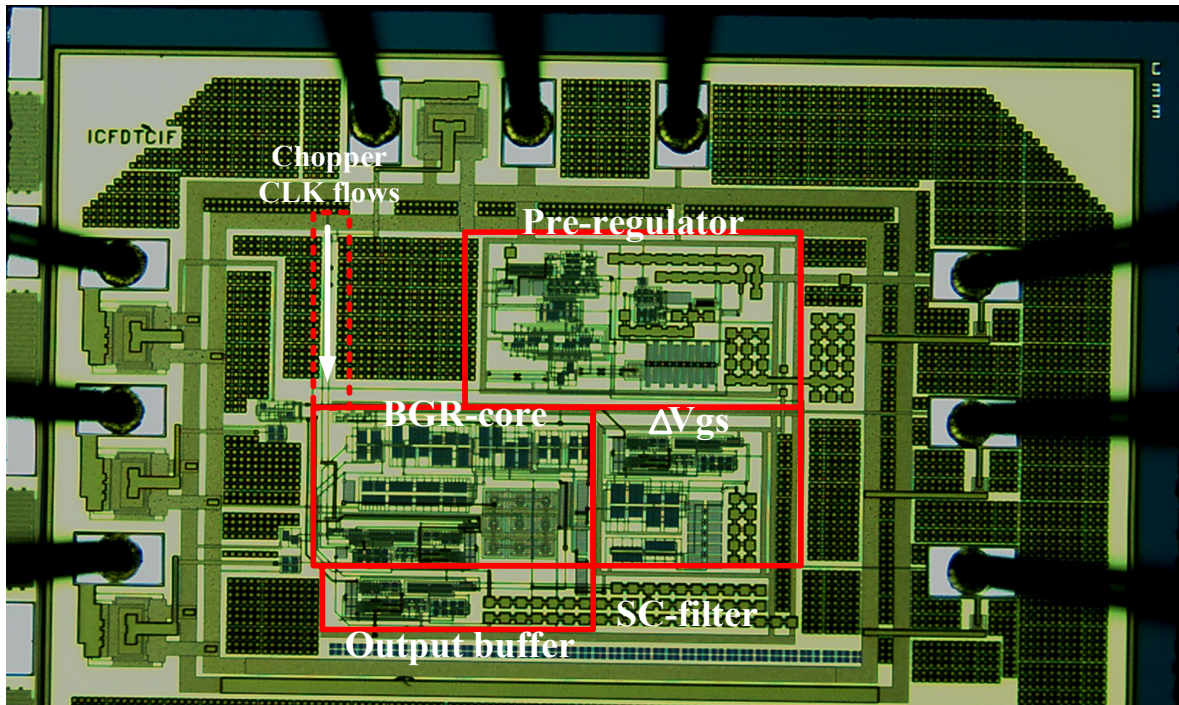 ICFDTCIF
Chopper
CLK flows
Pre-regulator
BGR-core
ΔVgs
SC-filter
Output buffer